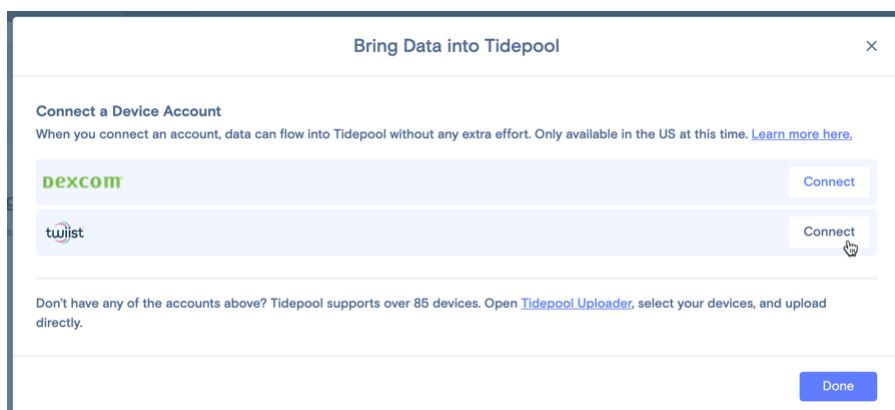 Bring Data into Tidepool
Connect a Device Account
When you connect an account, data can flow into Tidepool without any extra effort. Only available in the US at this time. Learn more here.
Dexcom
Connect
twiist
Connect
Don't have any of the accounts above? Tidepool supports over 85 devices. Open Tidepool Uploader, select your devices, and upload
directly.
Done